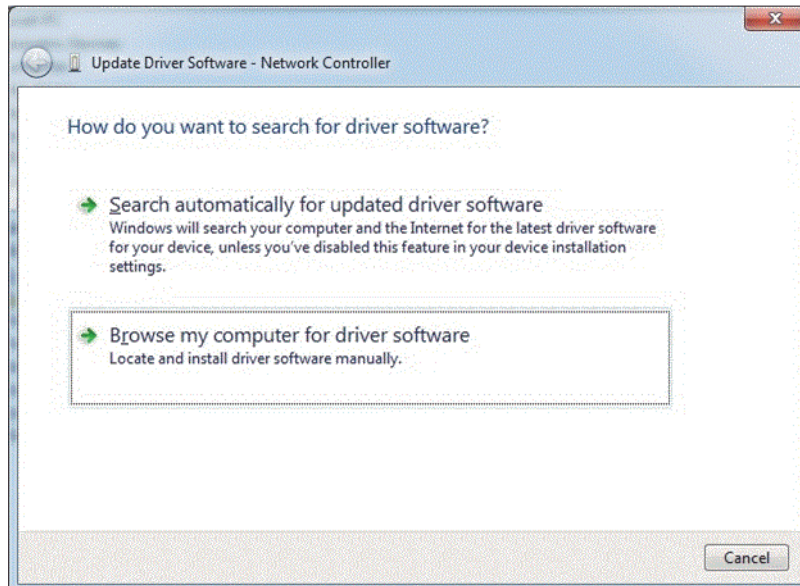 Update Driver Software - Network Controller
How do you want to search for driver software?
Search automatically for updated driver software
Windows will search your computer and the Internet for the latest driver software
for your device, unless you've disabled this feature in your device installation
settings.
Browse my computer for driver software
Locate and install driver software manually.
Cancel